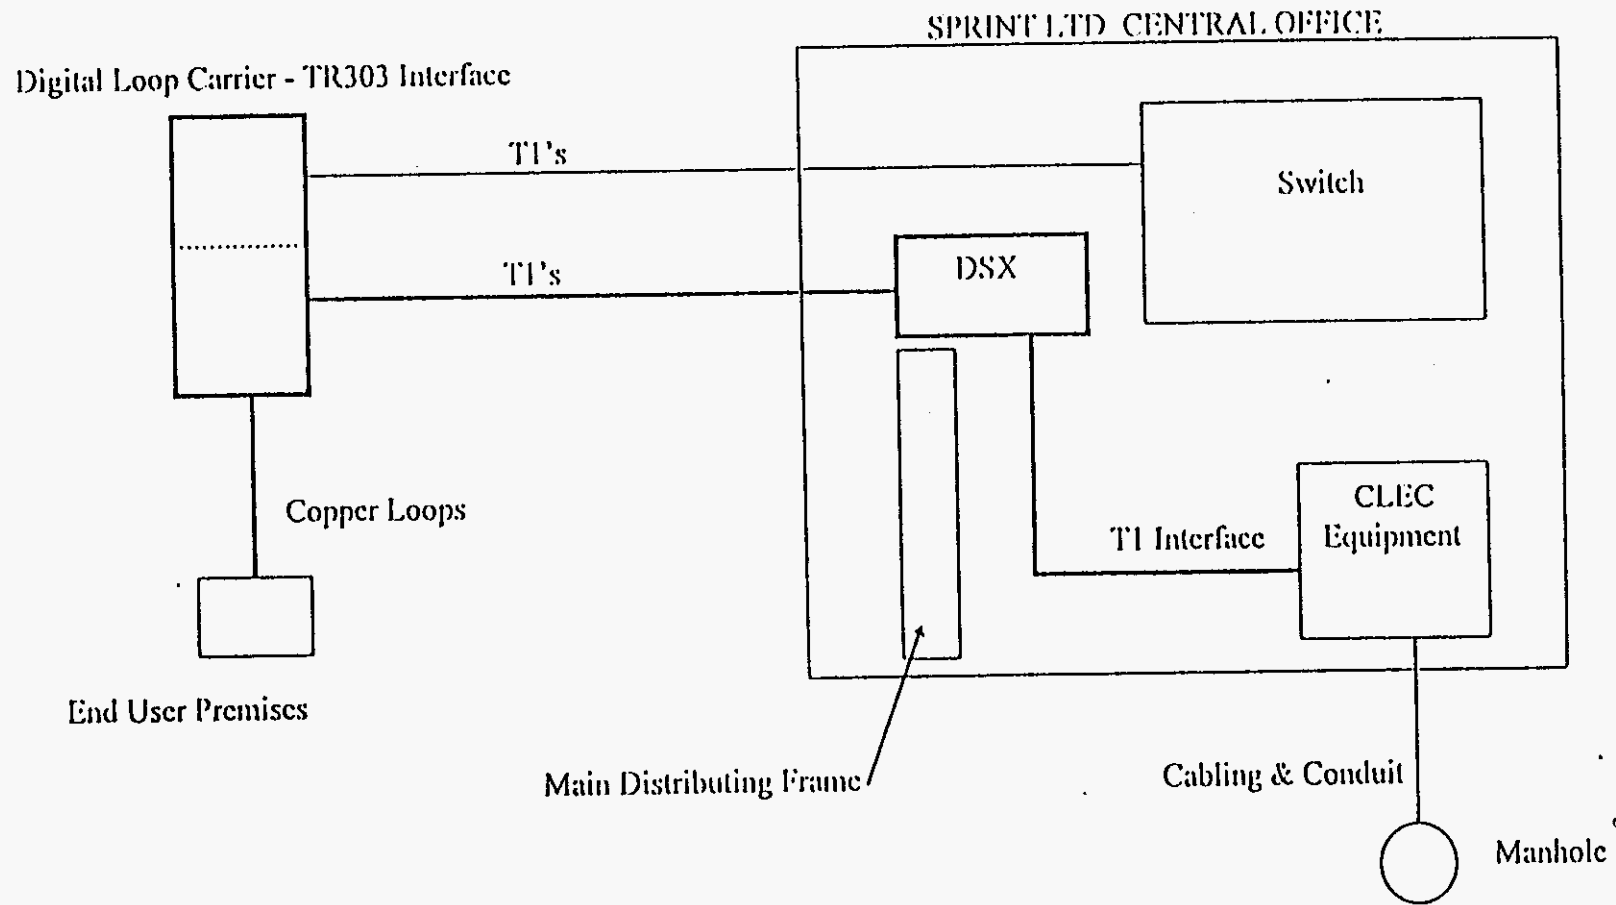 SPRINT LTD CENTRAL OFFICE
Digital Loop Carrier - TR303 Interface
T1's
Switch
T1's
DSX
Copper Loops
CLEC
Equipment
T1 Interface
End User Premises
Main Distributing Frame
Cabling & Conduit
Manhole